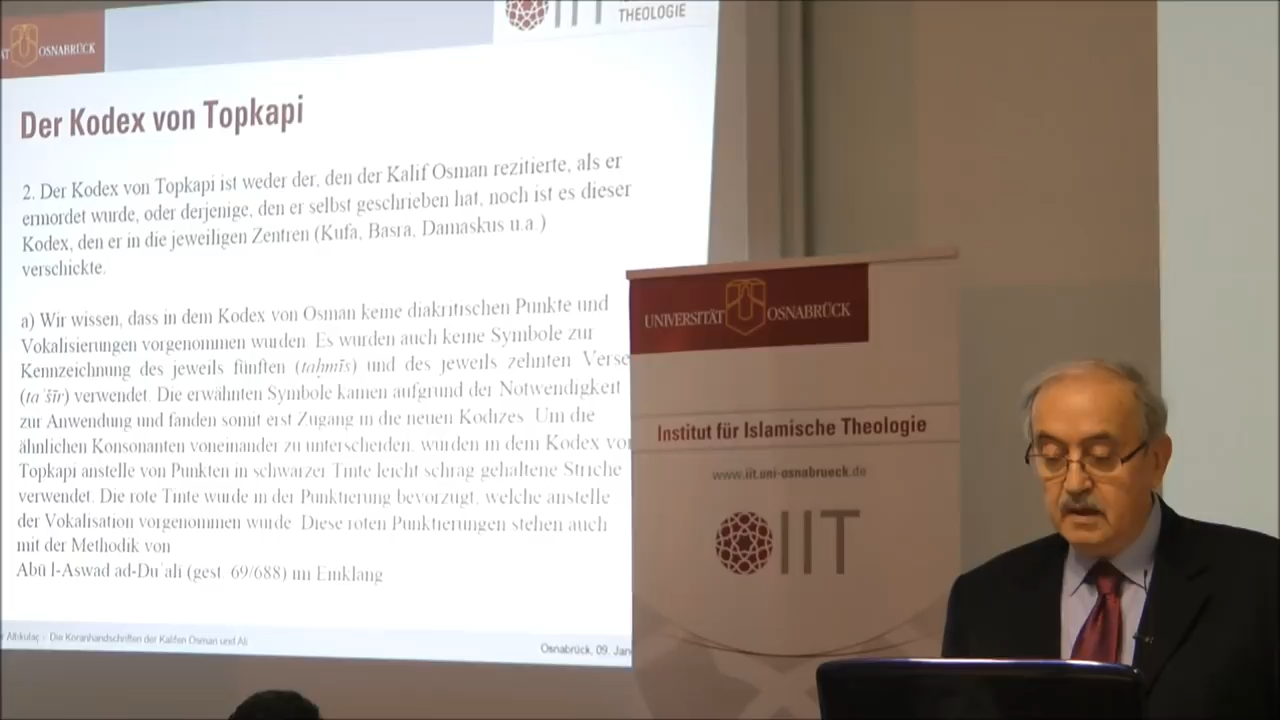 OSNABRÜCK
IIT
THEOLOGIE
Der Kodex von Topkapi
2. Der Kodex von Topkapi ist weder der, den der Kalif Osman rezitierte, als er
ermordet wurde, oder derjenige, den er selbst geschrieben hat, noch ist es dieser
Kodex, den er in die jeweiligen Zentren (Kufa, Basra, Damaskus u.a.)
verschickte.
a) Wir wissen, dass in dem Kodex von Osman keine diakritischen Punkte und
Vokalisierungen vorgenommen wurden. Es wurden auch keine Symbole zur
Kennzeichnung des jeweils fünften (taḫmīs) und des jeweils zehnten Verse
(taʿšīr) verwendet. Die erwähnten Symbole kamen aufgrund der Notwendigkeit
zur Anwendung und fanden somit erst Zugang in die neuen Kodizes. Um die
ähnlichen Konsonanten voneinander zu unterscheiden, wurden in dem Kodex vo
Topkapi anstelle von Punkten in schwarzer Tinte leicht schräg gehaltene Striche
verwendet. Die rote Tinte wurde in der Punktierung bevorzugt, welche anstelle
der Vokalisation vorgenommen wurde. Diese roten Punktierungen stehen auch
mit der Methodik von
Abū l-Aswad ad-Duʾalī (gest. 69/688) im Einklang
Altıkulaç – Die Koranhandschriften der Kalifen Osman und Ali
Osnabrück, 09. Jan
UNIVERSITÄT OSNABRÜCK
Institut für Islamische Theologie
www.iit.uni-osnabrueck.de
IIT